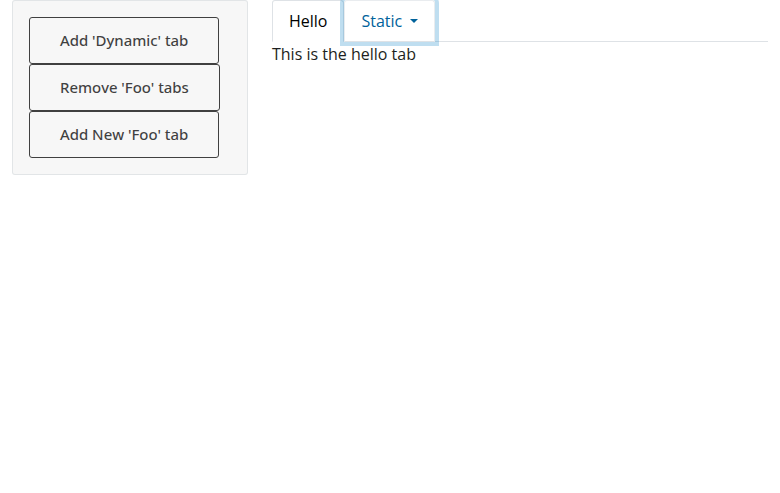 Add 'Dynamic' tab
Remove 'Foo' tabs
Add New 'Foo' tab
Hello
Static
This is the hello tab